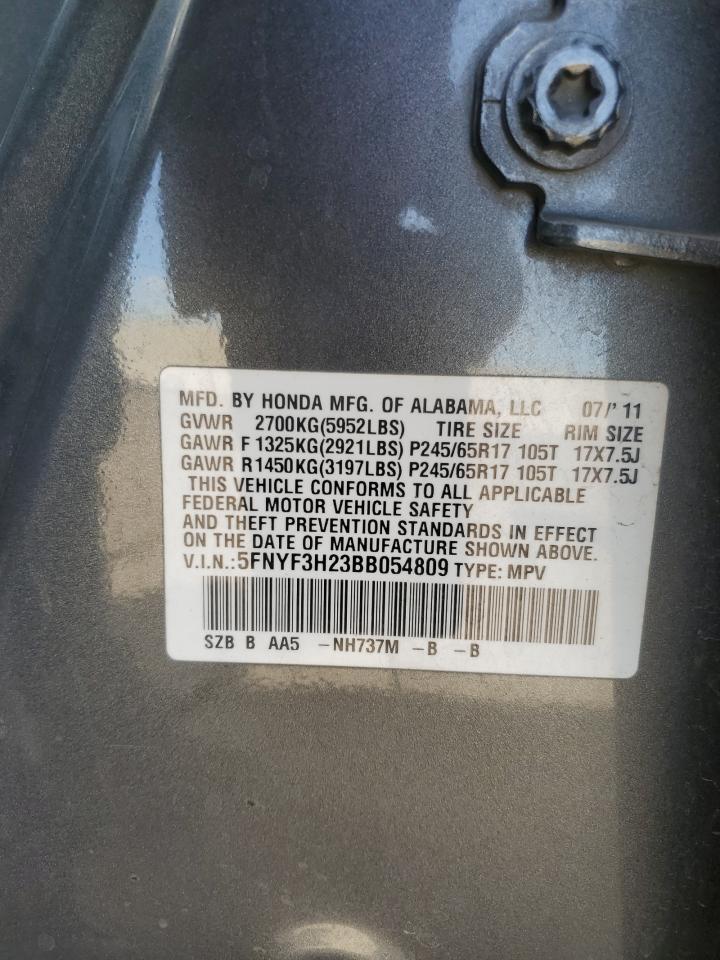 MFD. BY HONDA MFG. OF ALABAMA, LLC 07/' 11
GVWR 2700KG(5952LBS) TIRE SIZE RIM SIZE
GAWR F 1325KG(2921LBS) P245/65R17 105T 17X7.5J
GAWR R1450KG(3197LBS) P245/65R17 105T 17X7.5J
THIS VEHICLE CONFORMS TO ALL APPLICABLE
FEDERAL MOTOR VEHICLE SAFETY
AND THEFT PREVENTION STANDARDS IN EFFECT
ON THE DATE OF MANUFACTURE SHOWN ABOVE.
V.I.N.:5FNYF3H23BB054809 TYPE: MPV
SZB B AA5 -NH737M -B -B